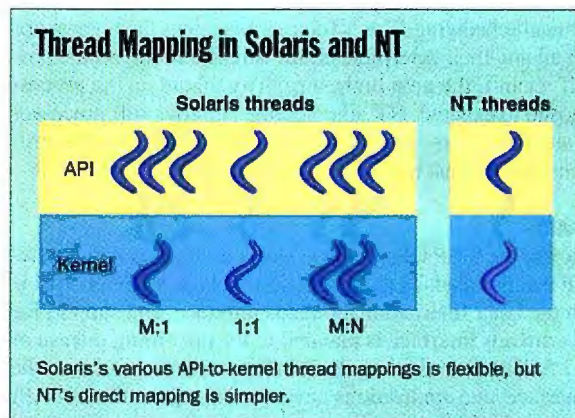 Thread Mapping in Solaris and NT
Solaris threads
NT threads
API
Kernel
M:1 1:1 M:N
Solaris's various API-to-kernel thread mappings is flexible, but
NT's direct mapping is simpler.